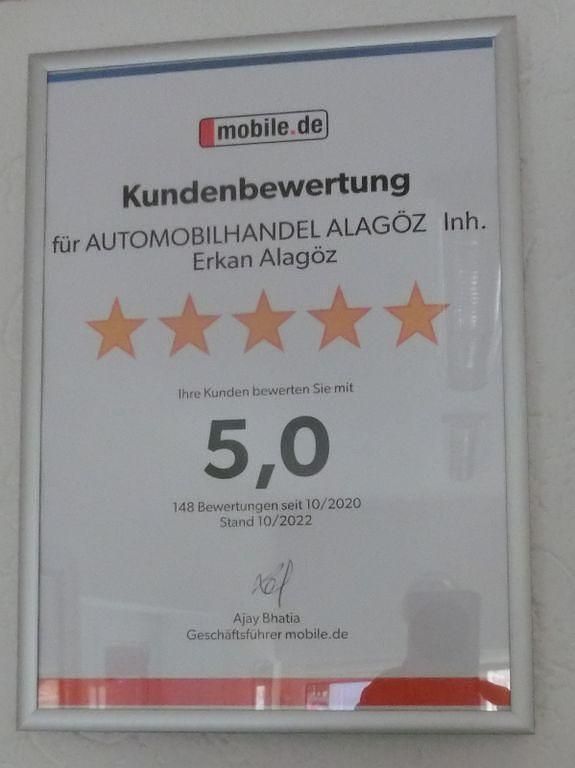 mobile.de
Kundenbewertung
für AUTOMOBILHANDEL ALAGÖZ Inh.
Erkan Alagöz
Ihre Kunden bewerten Sie mit
5,0
148 Bewertungen seit 10/2020
Stand 10/2022
Ajay Bhatia
Geschäftsführer mobile.de